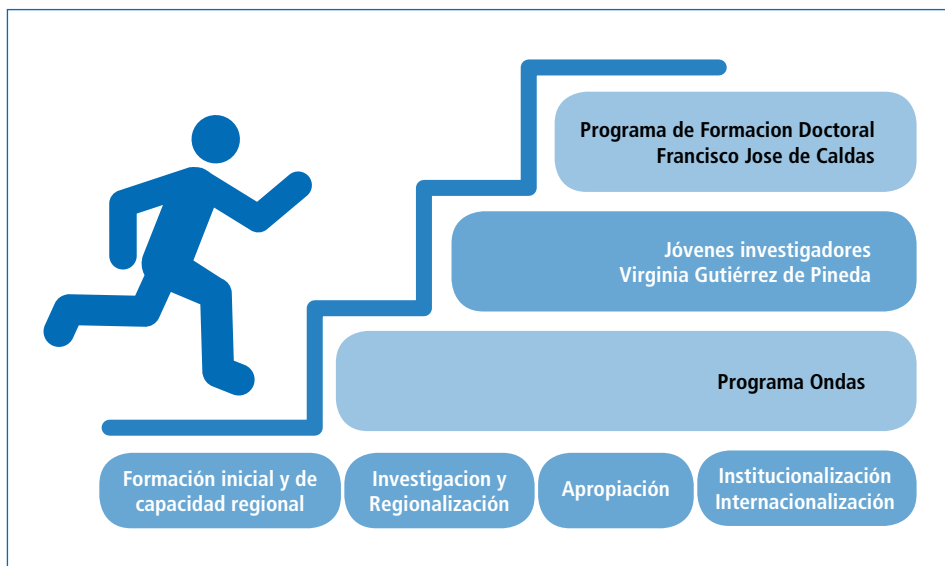 Programa de Formacion Doctoral
Francisco Jose de Caldas
Jóvenes investigadores
Virginia Gutiérrez de Pineda
Programa Ondas
Formación inicial y de
capacidad regional
Investigacion y
Regionalización
Apropiación
Institucionalización
Internacionalización